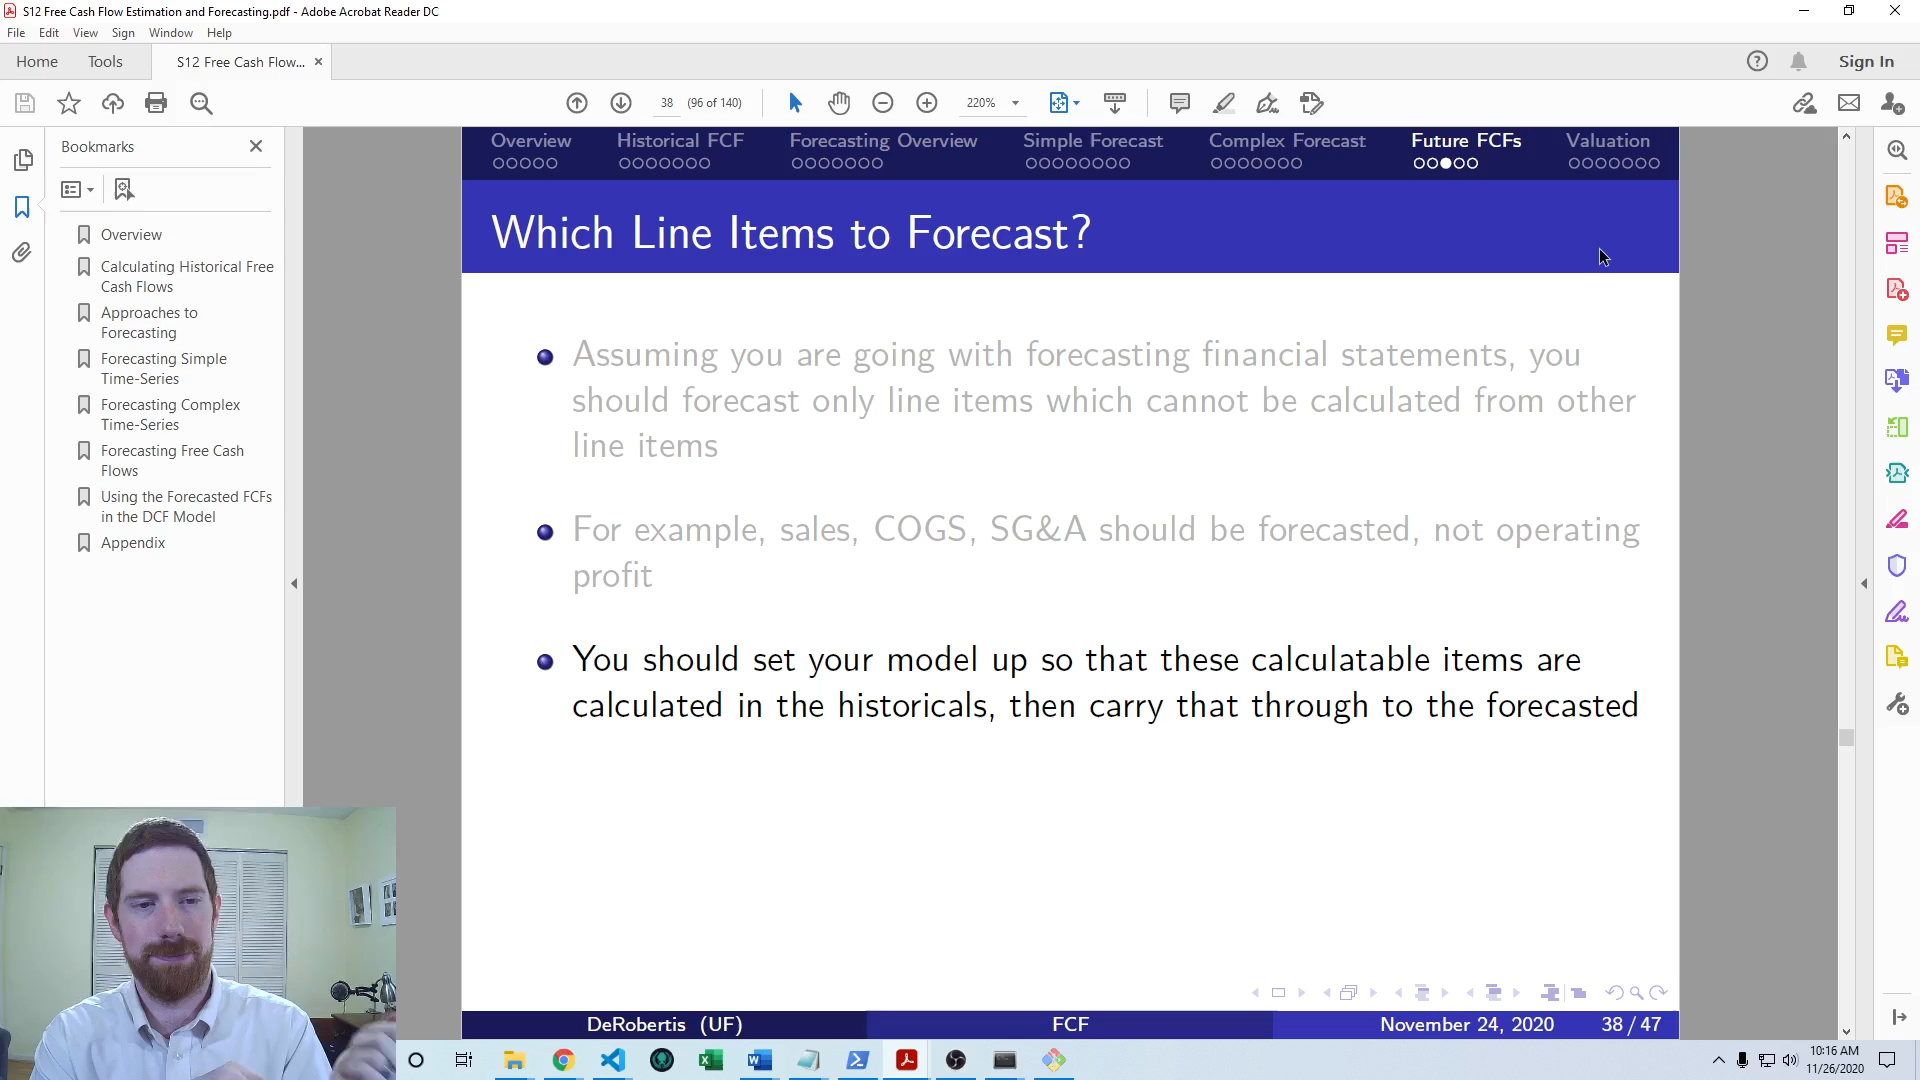 S12 Free Cash Flow Estimation and Forecasting.pdf - Adobe Acrobat Reader DC
File Edit View Sign Window Help
Home Tools S12 Free Cash Flow... Sign In
38 (96 of 140) 220%
Bookmarks
Overview
Calculating Historical Free
Cash Flows
Approaches to
Forecasting
Forecasting Simple
Time-Series
Forecasting Complex
Time-Series
Forecasting Free Cash
Flows
Using the Forecasted FCFs
in the DCF Model
Appendix
Overview Historical FCF Forecasting Overview Simple Forecast Complex Forecast Future FCFs Valuation
Which Line Items to Forecast?
Assuming you are going with forecasting financial statements, you
should forecast only line items which cannot be calculated from other
line items
For example, sales, COGS, SG&A should be forecasted, not operating
profit
You should set your model up so that these calculatable items are
calculated in the historicals, then carry that through to the forecasted
DeRobertis (UF) FCF November 24, 2020 38 / 47
10:16 AM
11/26/2020